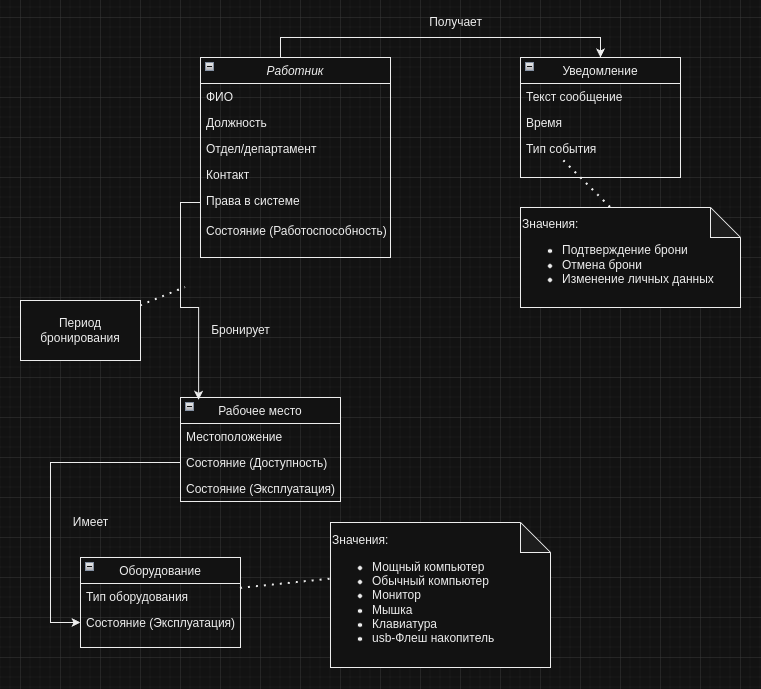 Получает
Работник
ФИО
Должность
Отдел/департамент
Контакт
Права в системе
Состояние (Работоспособность)
Уведомление
Текст сообщение
Время
Тип события
Значения:
Подтверждение брони
Отмена брони
Изменение личных данных
Период
бронирования
Бронирует
Рабочее место
Местоположение
Состояние (Доступность)
Состояние (Эксплуатация)
Имеет
Оборудование
Тип оборудования
Состояние (Эксплуатация)
Значения:
Мощный компьютер
Обычный компьютер
Монитор
Мышка
Клавиатура
usb-Флеш накопитель